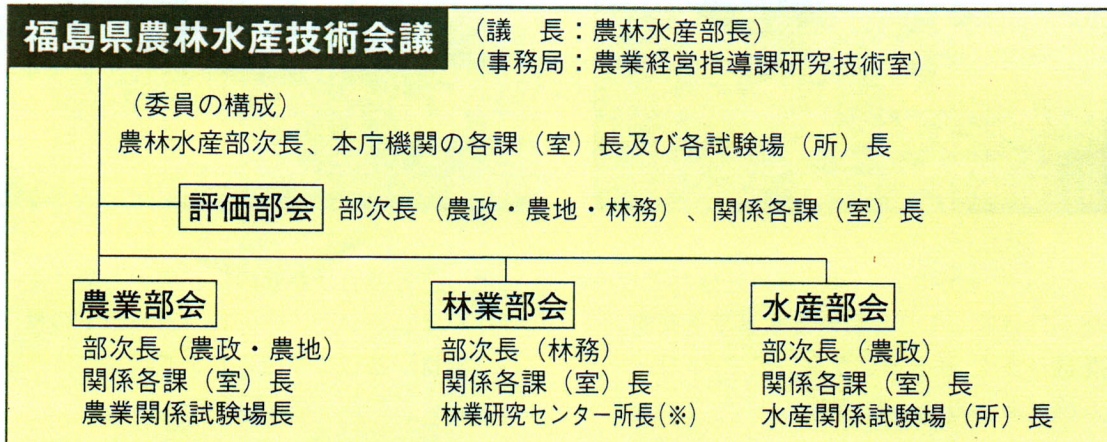 福島県農林水産技術会議
（議　長：農林水産部長）
（事務局：農業経営指導課研究技術室）
（委員の構成）
農林水産部次長、本庁機関の各課（室）長及び各試験場（所）長
評価部会　部次長（農政・農地・林務）、関係各課（室）長
農業部会
部次長（農政・農地）
関係各課（室）長
農業関係試験場長
林業部会
部次長（林務）
関係各課（室）長
林業研究センター所長(※)
水産部会
部次長（農政）
関係各課（室）長
水産関係試験場（所）長